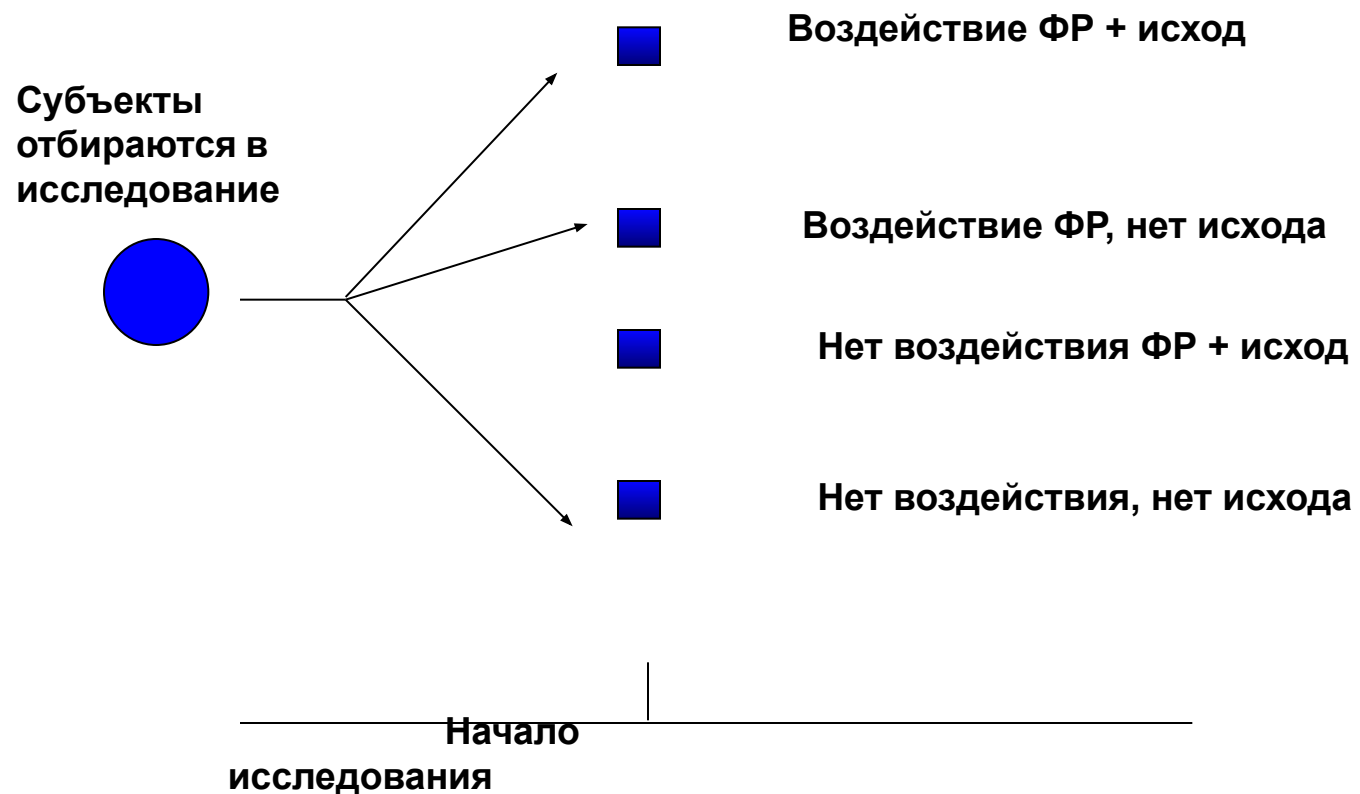 Воздействие ФР + исход
Субъекты
отбираются в
исследование
Воздействие ФР, нет исхода
Нет воздействия ФР + исход
Нет воздействия, нет исхода
Начало
исследования